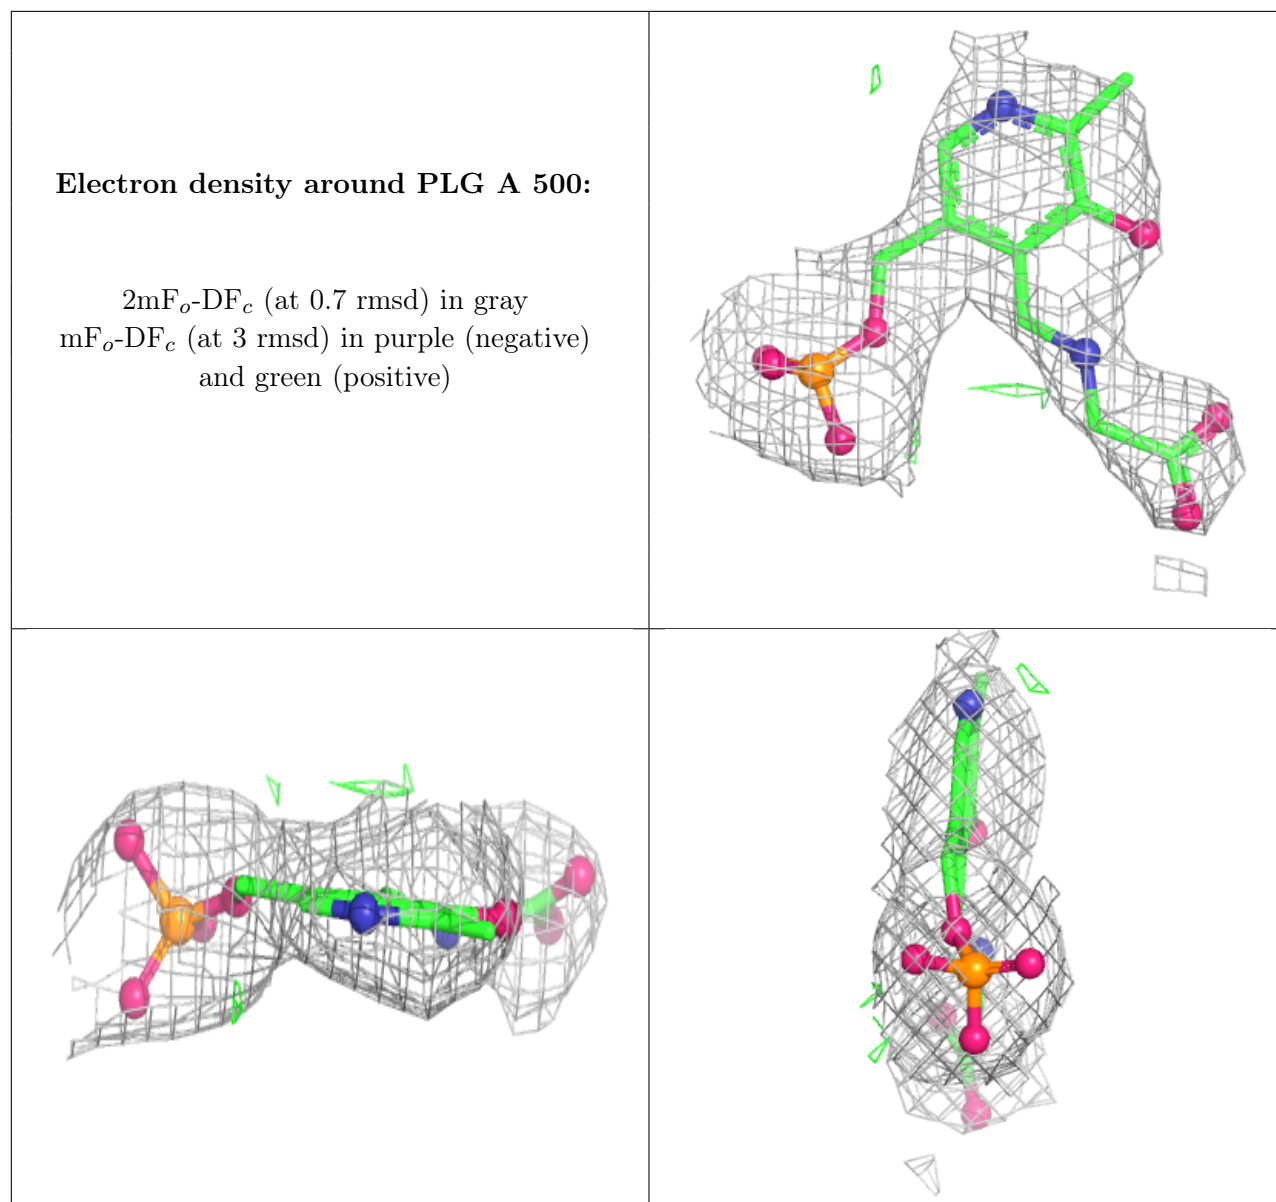 Electron density around PLG A 500:
2mFₒ-DF𝒸 (at 0.7 rmsd) in gray
mFₒ-DF𝒸 (at 3 rmsd) in purple (negative)
and green (positive)